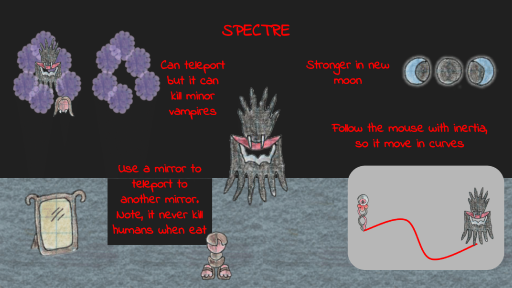 SPECTRE
Can teleport
but it can
kill minor
vampires
Stronger in new
moon
Follow the mouse with inertia,
so it move in curves
Use a mirror to
teleport to
another mirror.
Note, it never kill
humans when eat